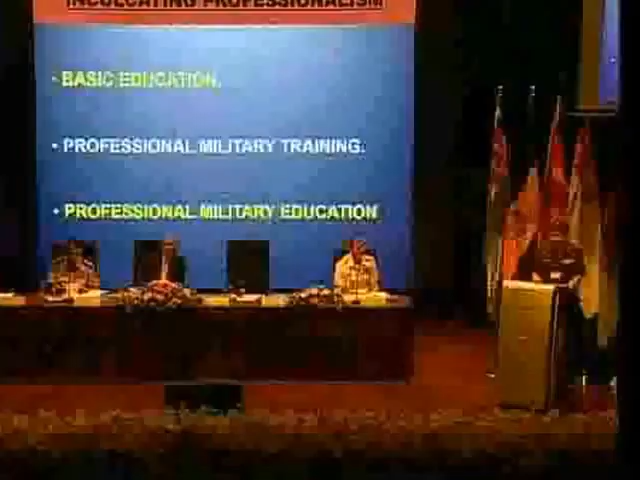 INCULCATING PROFESSIONALISM
• BASIC EDUCATION.
• PROFESSIONAL MILITARY TRAINING.
• PROFESSIONAL MILITARY EDUCATION